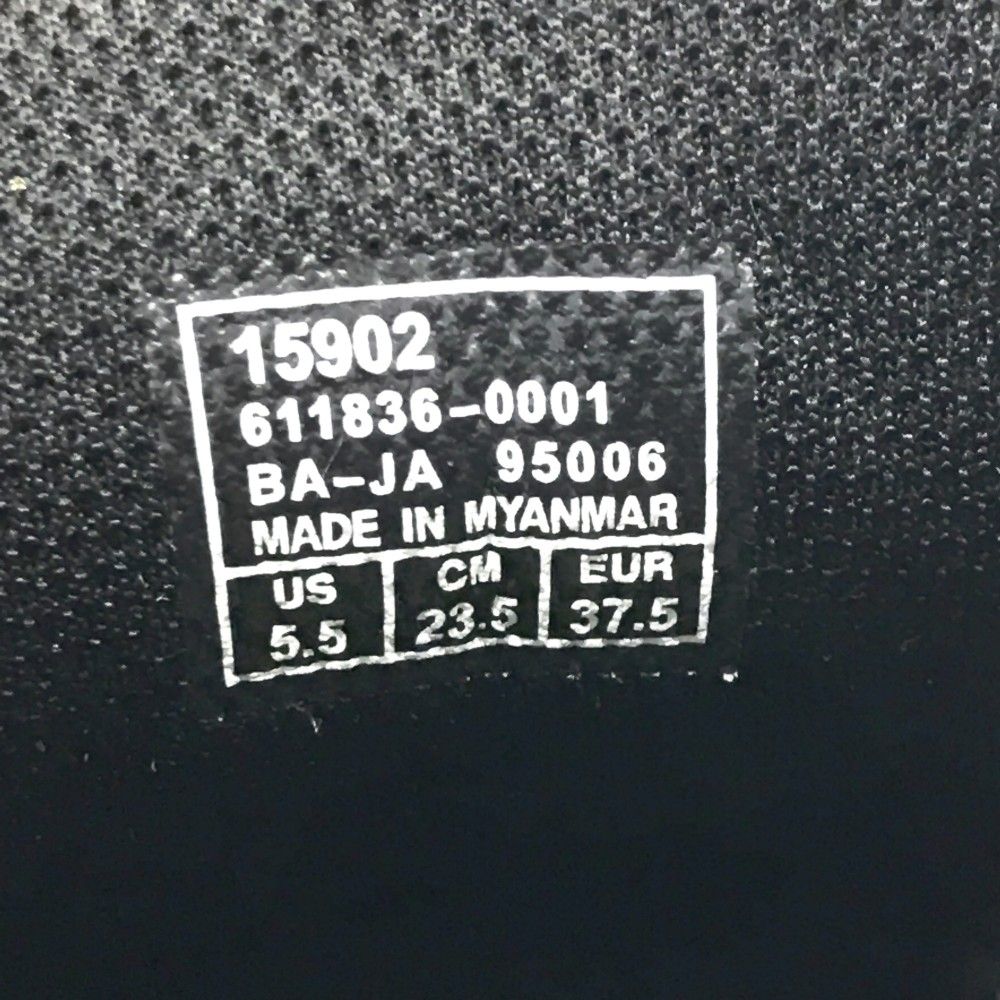 15902
611836-0001
BA-JA 95006
MADE IN MYANMAR
US CM EUR
5.5 23.5 37.5